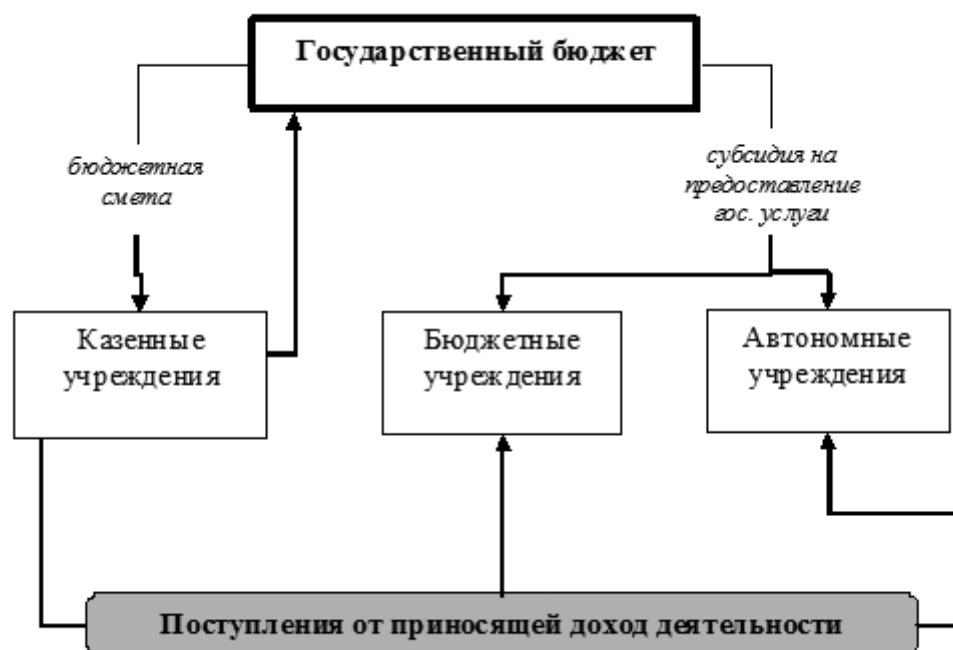 Государственный бюджет
бюджетная
смета
субсидия на
предоставление
гос. услуги
Казенные
учреждения
Бюджетные
учреждения
Автономные
учреждения
Поступления от приносящей доход деятельности